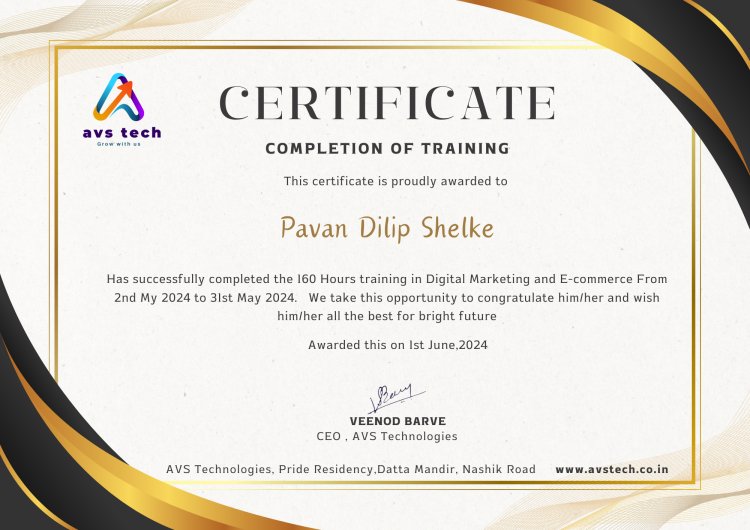 avs tech
Grow with us
CERTIFICATE
COMPLETION OF TRAINING
This certificate is proudly awarded to
Pavan Dilip Shelke
Has successfully completed the 160 Hours training in Digital Marketing and E-commerce From
2nd My 2024 to 31st May 2024. We take this opportunity to congratulate him/her and wish
him/her all the best for bright future
Awarded this on 1st June,2024
VEENOD BARVE
CEO , AVS Technologies
AVS Technologies, Pride Residency,Datta Mandir, Nashik Road www.avstech.co.in